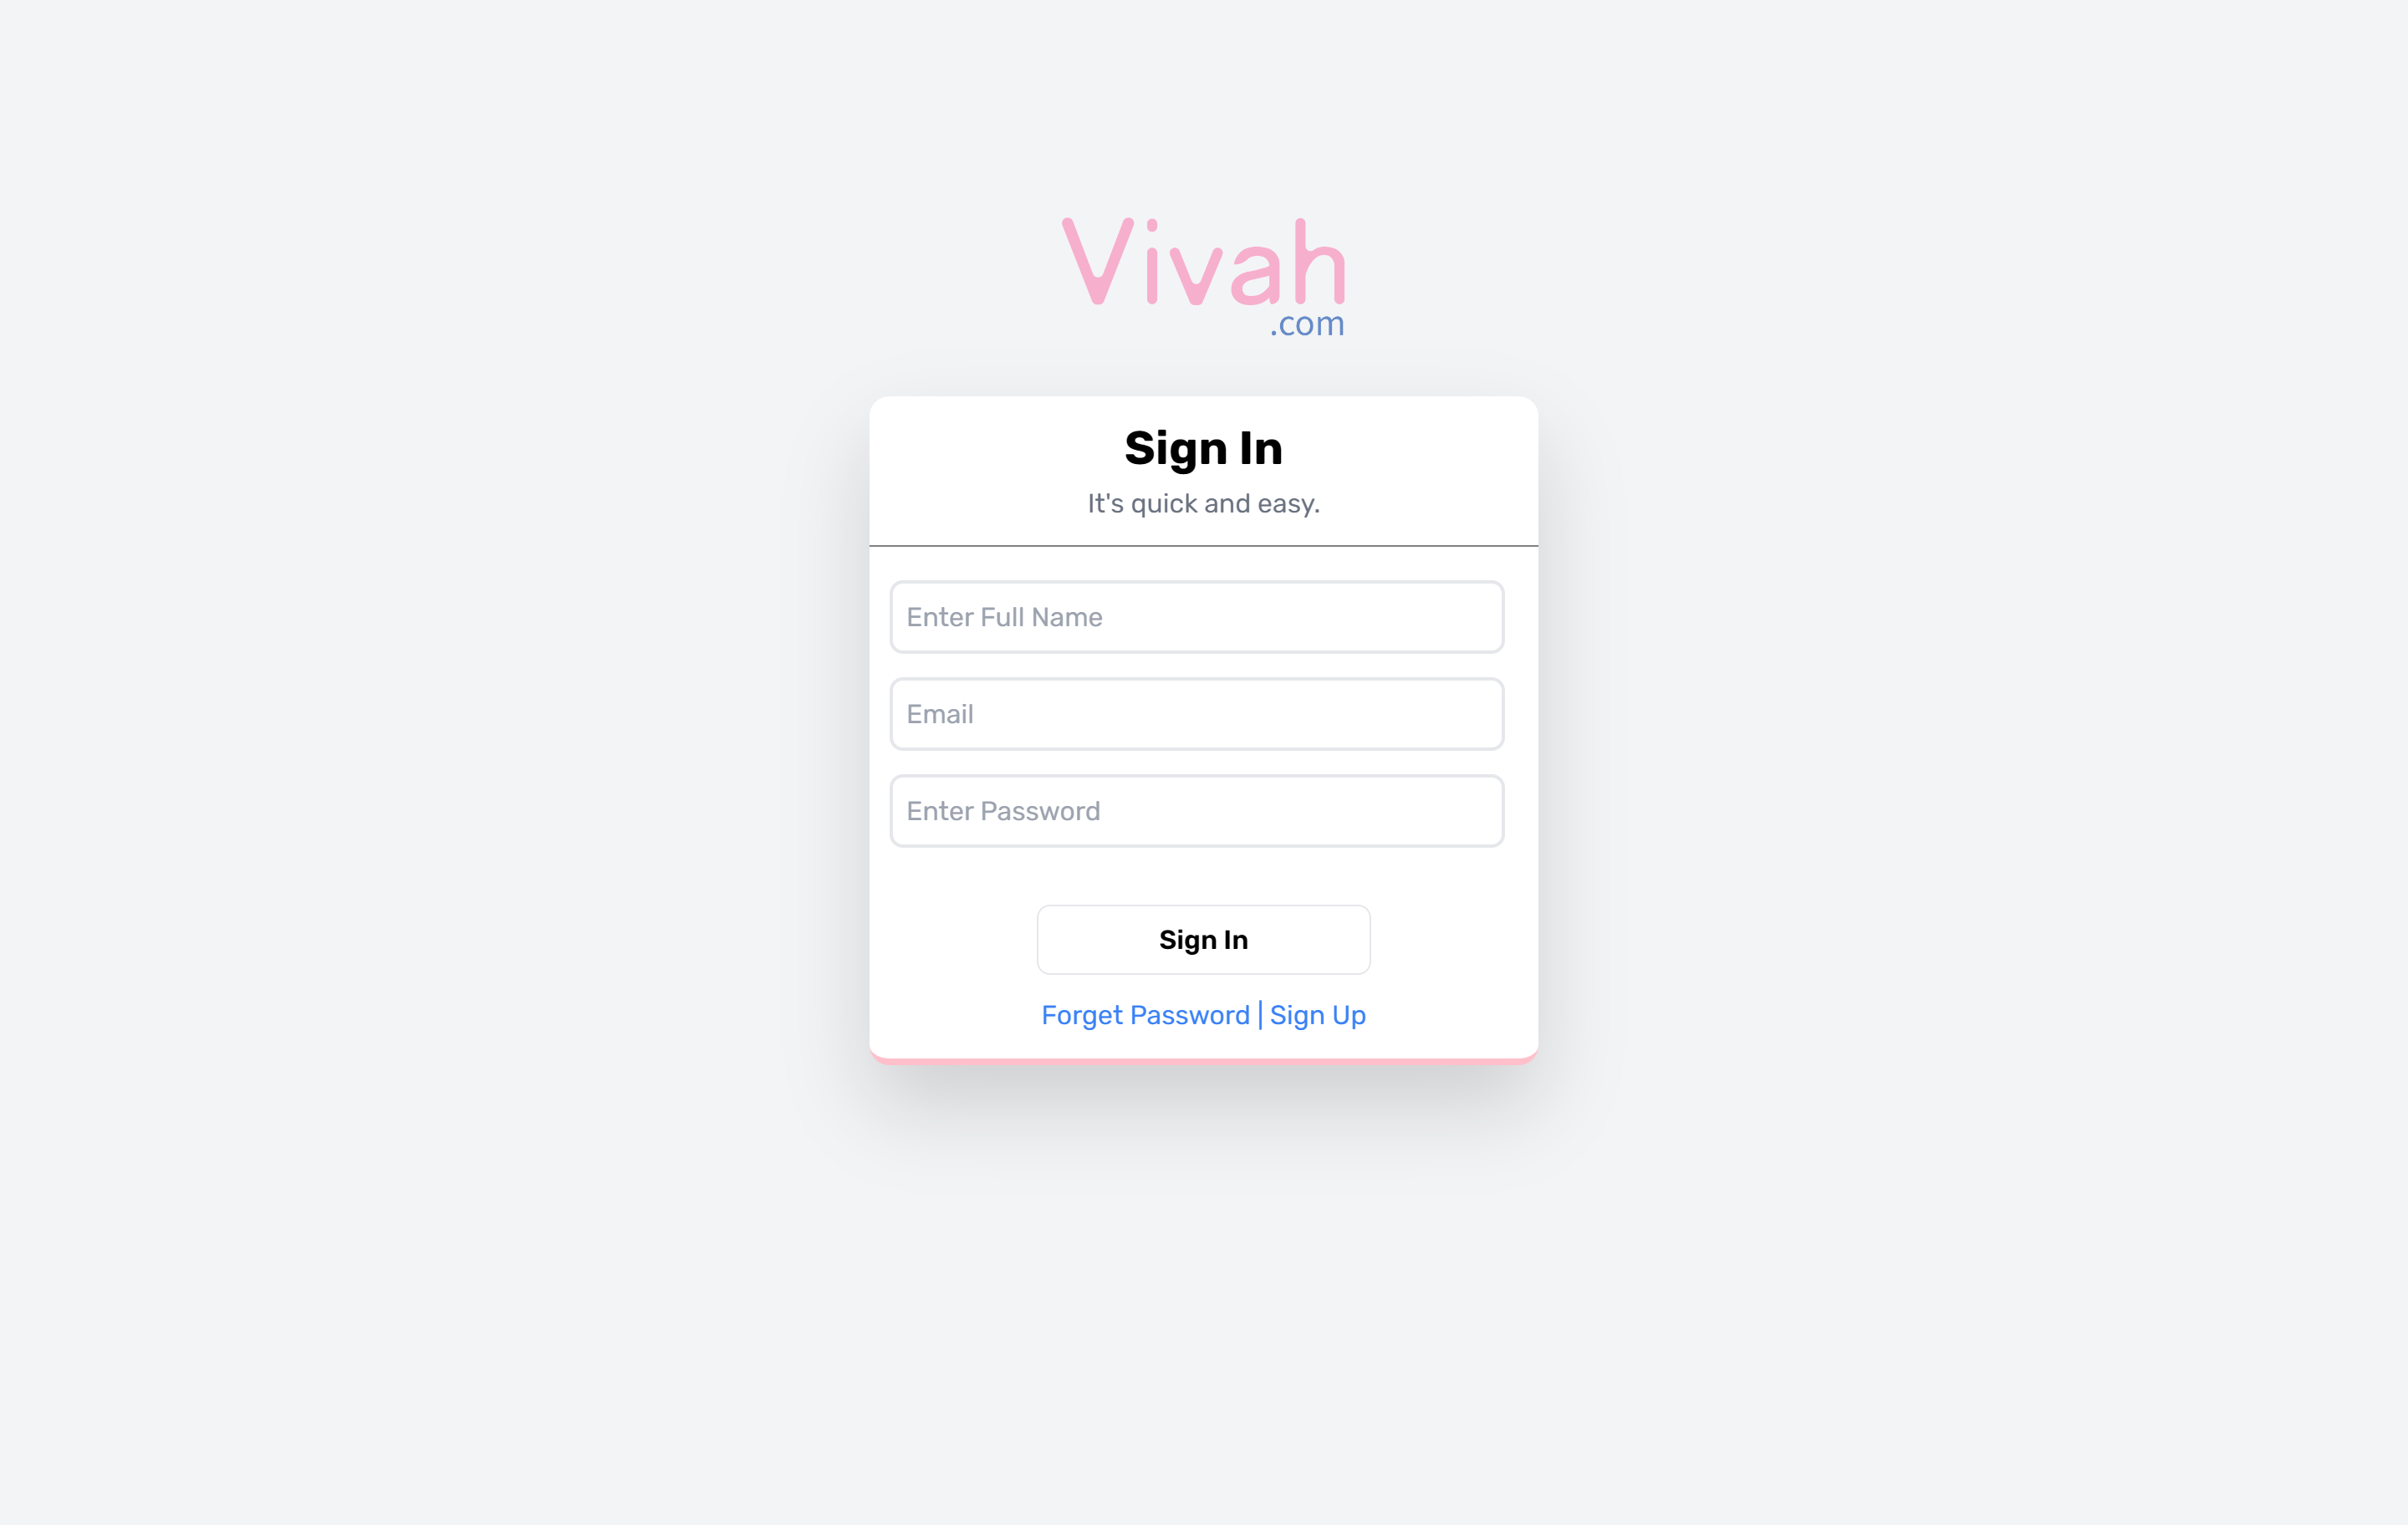 Vivah
.com
Sign In
It's quick and easy.
Enter Full Name
Email
Enter Password
Sign In
Forget Password | Sign Up